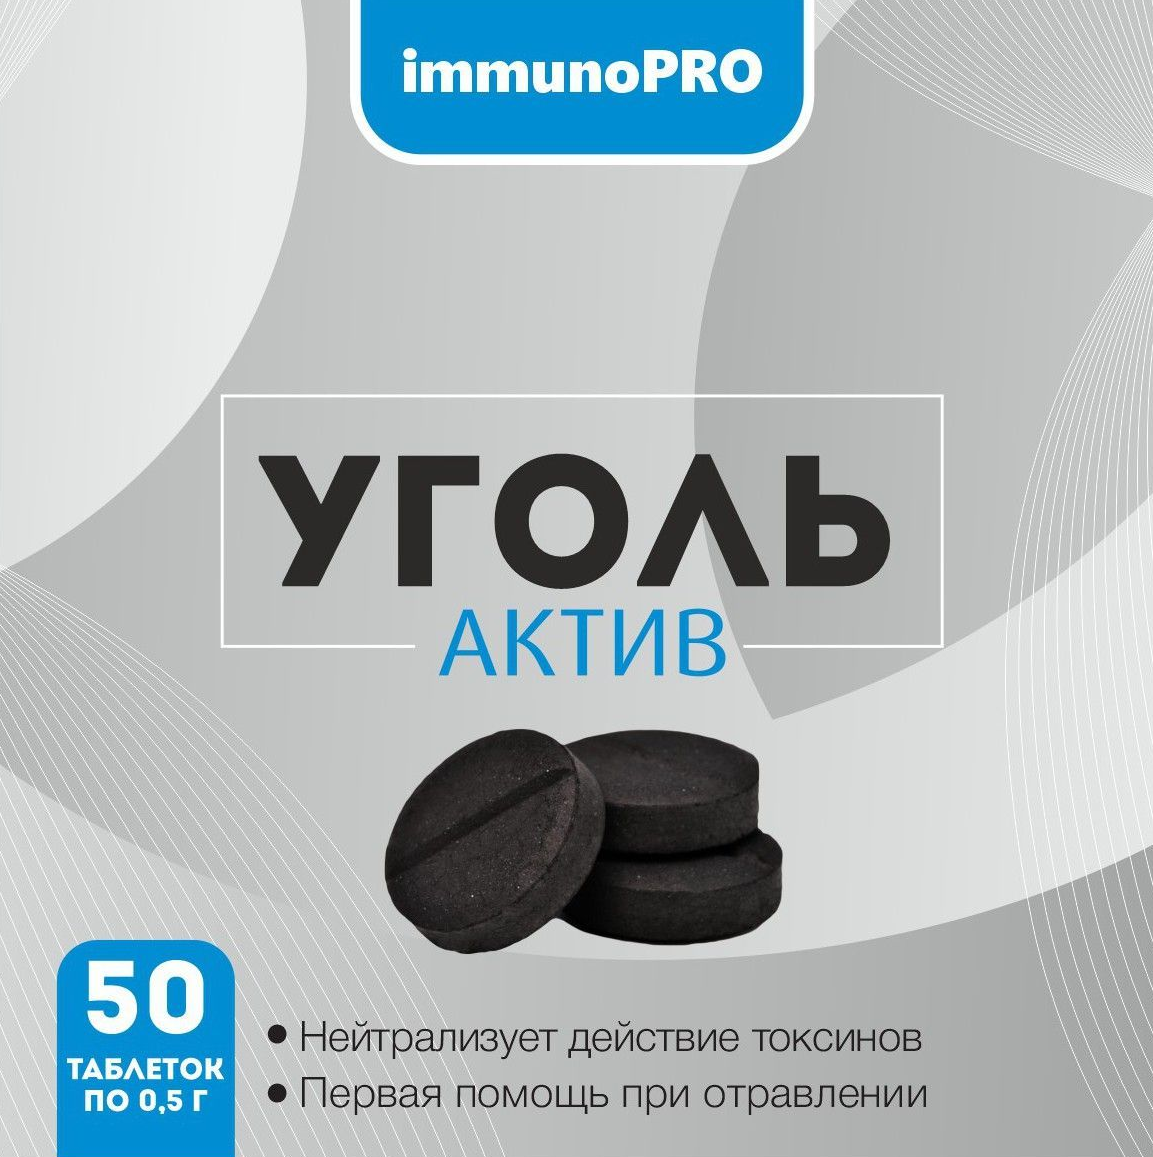 immunoPRO
УГОЛЬ
АКТИВ
50
ТАБЛЕТОК
ПО 0,5 Г
• Нейтрализует действие токсинов
• Первая помощь при отравлении